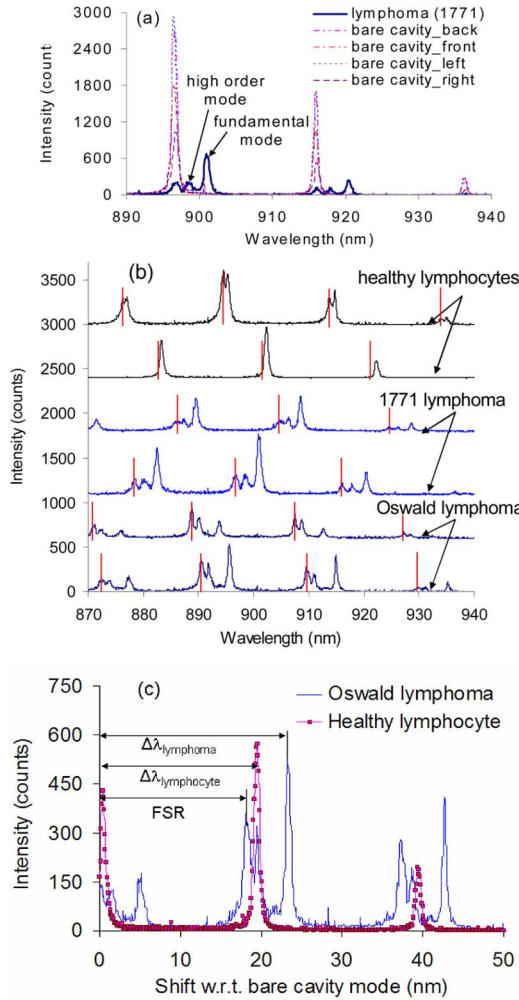 (a)
lymphoma (1771)
bare cavity_back
bare cavity_front
bare cavity_left
bare cavity_right
high order
mode
fundamental
mode
Intensity (count:
3000
2400
1800
1200
600
0
890 900 910 920 930 940
Wavelength (nm)
(b)
healthy lymphocytes
1771 lymphoma
Oswald lymphoma
Intensity (counts)
3500
3000
2500
2000
1500
1000
500
0
870 880 890 900 910 920 930 940
Wavelength (nm)
(c)
Oswald lymphoma
Healthy lymphocyte
Δλlymphoma
Δλlymphocyte
FSR
Intensity (counts)
750
600
450
300
150
0
0 10 20 30 40 50
Shift w.r.t. bare cavity mode (nm)